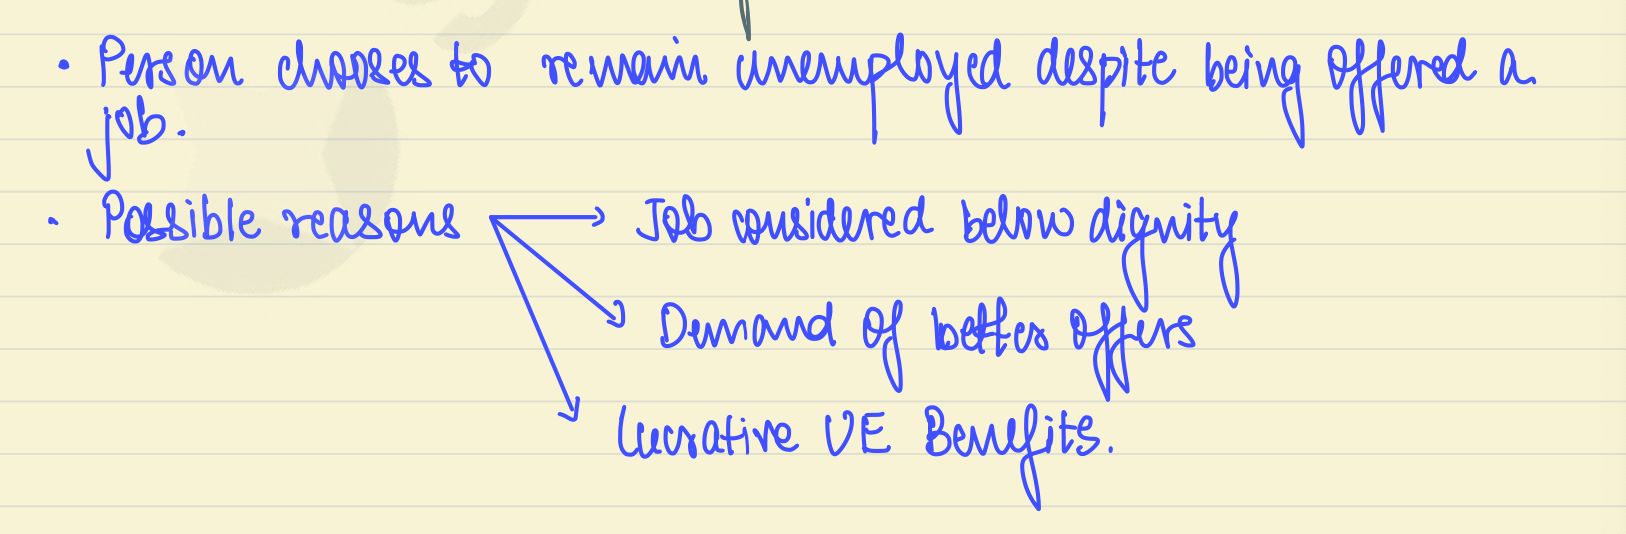 • Person chooses to remain unemployed despite being offered a
job.
• Possible reasons → Job considered below dignity
→ Demand of better offers
→ Lucrative UE Benefits.